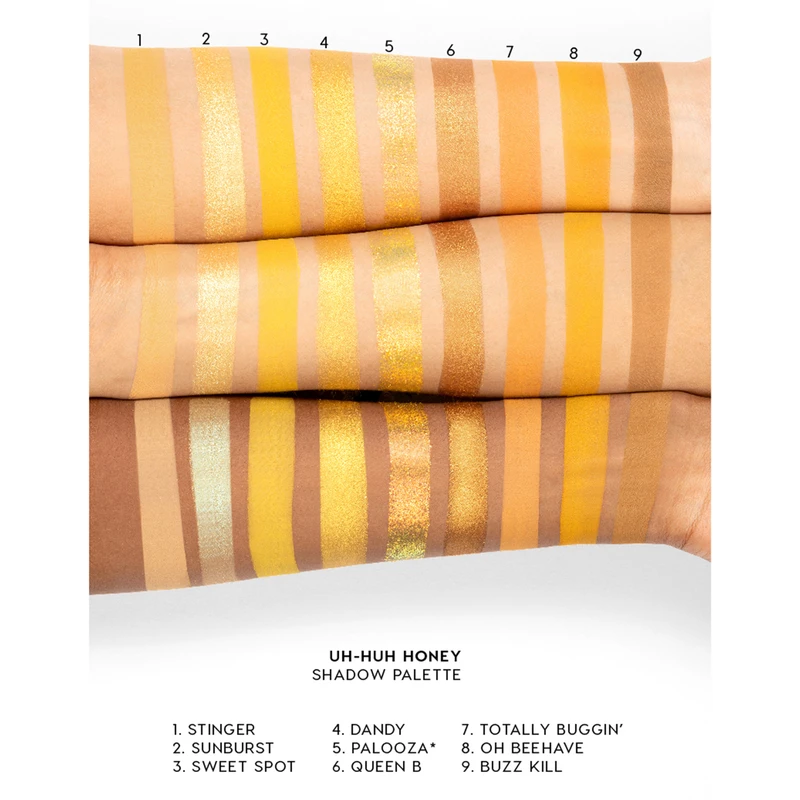 1 2 3 4 5 6 7 8 9
UH-HUH HONEY
SHADOW PALETTE
1. STINGER
2. SUNBURST
3. SWEET SPOT
4. DANDY
5. PALOOZA*
6. QUEEN B
7. TOTALLY BUGGIN'
8. OH BEEHAVE
9. BUZZ KILL